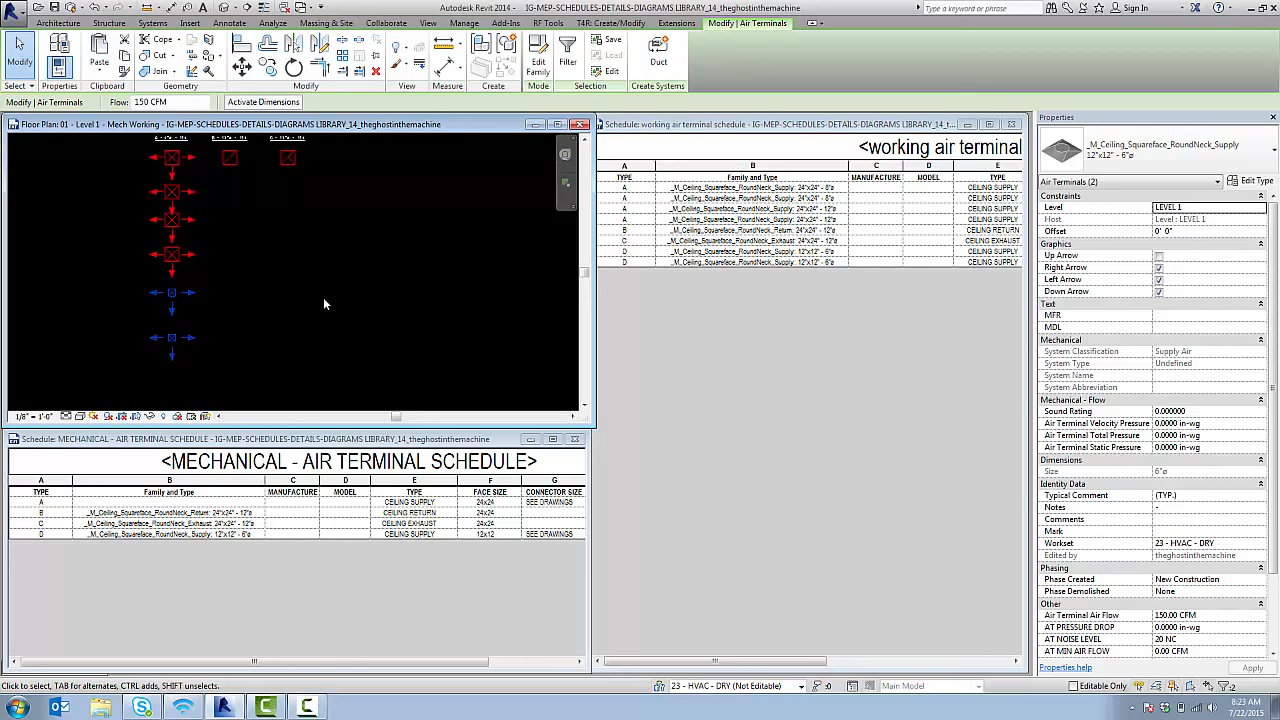 Autodesk Revit 2014 - IG-MEP-SCHEDULES-DETAILS-DIAGRAMS LIBRARY_14_theghostinthemachine
Type a keyword or phrase
Sign In
Architecture Structure Systems Insert Annotate Analyze Massing & Site Collaborate View Manage Add-Ins RF Tools T4R: Create/Modify Extensions Modify | Air Terminals
Modify Paste Cope Cut Join Edit Family Filter Save Load Edit Duct
Select Properties Clipboard Geometry Modify View Measure Create Mode Selection Create Systems
Modify | Air Terminals Flow: 150 CFM Activate Dimensions
Floor Plan: 01 - Level 1 - Mech Working - IG-MEP-SCHEDULES-DETAILS-DIAGRAMS LIBRARY_14_theghostinthemachine
1/8" = 1'-0"
Schedule: working air terminal schedule - IG-MEP-SCHEDULES-DETAILS-DIAGRAMS LIBRARY_14_t...
<working air terminal
A B C D E
TYPE Family and Type MANUFACTURE MODEL TYPE
A _M_Ceiling_Squareface_RoundNeck_Supply: 24"x24" - 8"ø CEILING SUPPLY
A _M_Ceiling_Squareface_RoundNeck_Supply: 24"x24" - 8"ø CEILING SUPPLY
A _M_Ceiling_Squareface_RoundNeck_Supply: 24"x24" - 12"ø CEILING SUPPLY
A _M_Ceiling_Squareface_RoundNeck_Supply: 24"x24" - 12"ø CEILING SUPPLY
B _M_Ceiling_Squareface_RoundNeck_Return: 24"x24" - 12"ø CEILING RETURN
C _M_Ceiling_Squareface_RoundNeck_Exhaust: 24"x24" - 12"ø CEILING EXHAUST
D _M_Ceiling_Squareface_RoundNeck_Supply: 12"x12" - 6"ø CEILING SUPPLY
D _M_Ceiling_Squareface_RoundNeck_Supply: 12"x12" - 6"ø CEILING SUPPLY
Schedule: MECHANICAL - AIR TERMINAL SCHEDULE - IG-MEP-SCHEDULES-DETAILS-DIAGRAMS LIBRARY_14_theghostinthemachine
<MECHANICAL - AIR TERMINAL SCHEDULE>
A B C D E F G
TYPE Family and Type MANUFACTURE MODEL TYPE FACE SIZE CONNECTOR SIZE
A CEILING SUPPLY 24x24 SEE DRAWINGS
B _M_Ceiling_Squareface_RoundNeck_Return: 24"x24" - 12"ø CEILING RETURN 24x24
C _M_Ceiling_Squareface_RoundNeck_Exhaust: 24"x24" - 12"ø CEILING EXHAUST 24x24
D _M_Ceiling_Squareface_RoundNeck_Supply: 12"x12" - 6"ø CEILING SUPPLY 12x12 SEE DRAWINGS
Properties
_M_Ceiling_Squareface_RoundNeck_Supply
12"x12" - 6"ø
Air Terminals (2) Edit Type
Constraints
Level LEVEL 1
Host Level : LEVEL 1
Offset 0' 0"
Graphics
Up Arrow
Right Arrow
Left Arrow
Down Arrow
Text
MFR
MDL
Mechanical
System Classification Supply Air
System Type Undefined
System Name
System Abbreviation
Mechanical - Flow
Sound Rating 0.000000
Air Terminal Velocity Pressure 0.0000 in-wg
Air Terminal Total Pressure 0.0000 in-wg
Air Terminal Static Pressure 0.0000 in-wg
Dimensions
Size 6"ø
Identity Data
Typical Comment (TYP.)
Notes -
Comments
Mark
Workset 23 - HVAC - DRY
Edited by theghostinthemachine
Phasing
Phase Created New Construction
Phase Demolished None
Other
Air Terminal Air Flow 150.00 CFM
AT PRESSURE DROP 0.0000 in-wg
AT NOISE LEVEL 20 NC
AT MIN AIR FLOW 0.00 CFM
Properties help Apply
Click to select, TAB for alternates, CTRL adds, SHIFT unselects. 23 - HVAC - DRY (Not Editable) :0 Main Model Editable Only :2
8:23 AM
7/22/2015